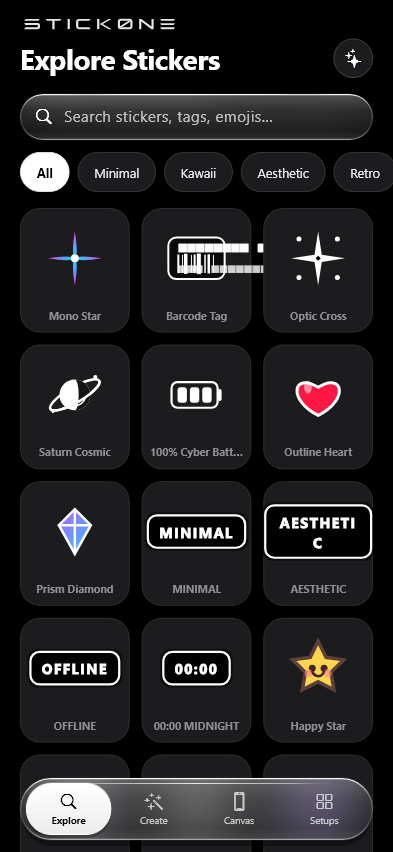 STICKONE
Explore Stickers
Search stickers, tags, emojis...
All
Minimal
Kawaii
Aesthetic
Retro
Mono Star
Barcode Tag
Optic Cross
Saturn Cosmic
100% Cyber Batt...
Outline Heart
MINIMAL
AESTHETI
C
Prism Diamond
MINIMAL
AESTHETIC
OFFLINE
00:00
OFFLINE
00:00 MIDNIGHT
Happy Star
Explore
Create
Canvas
Setups